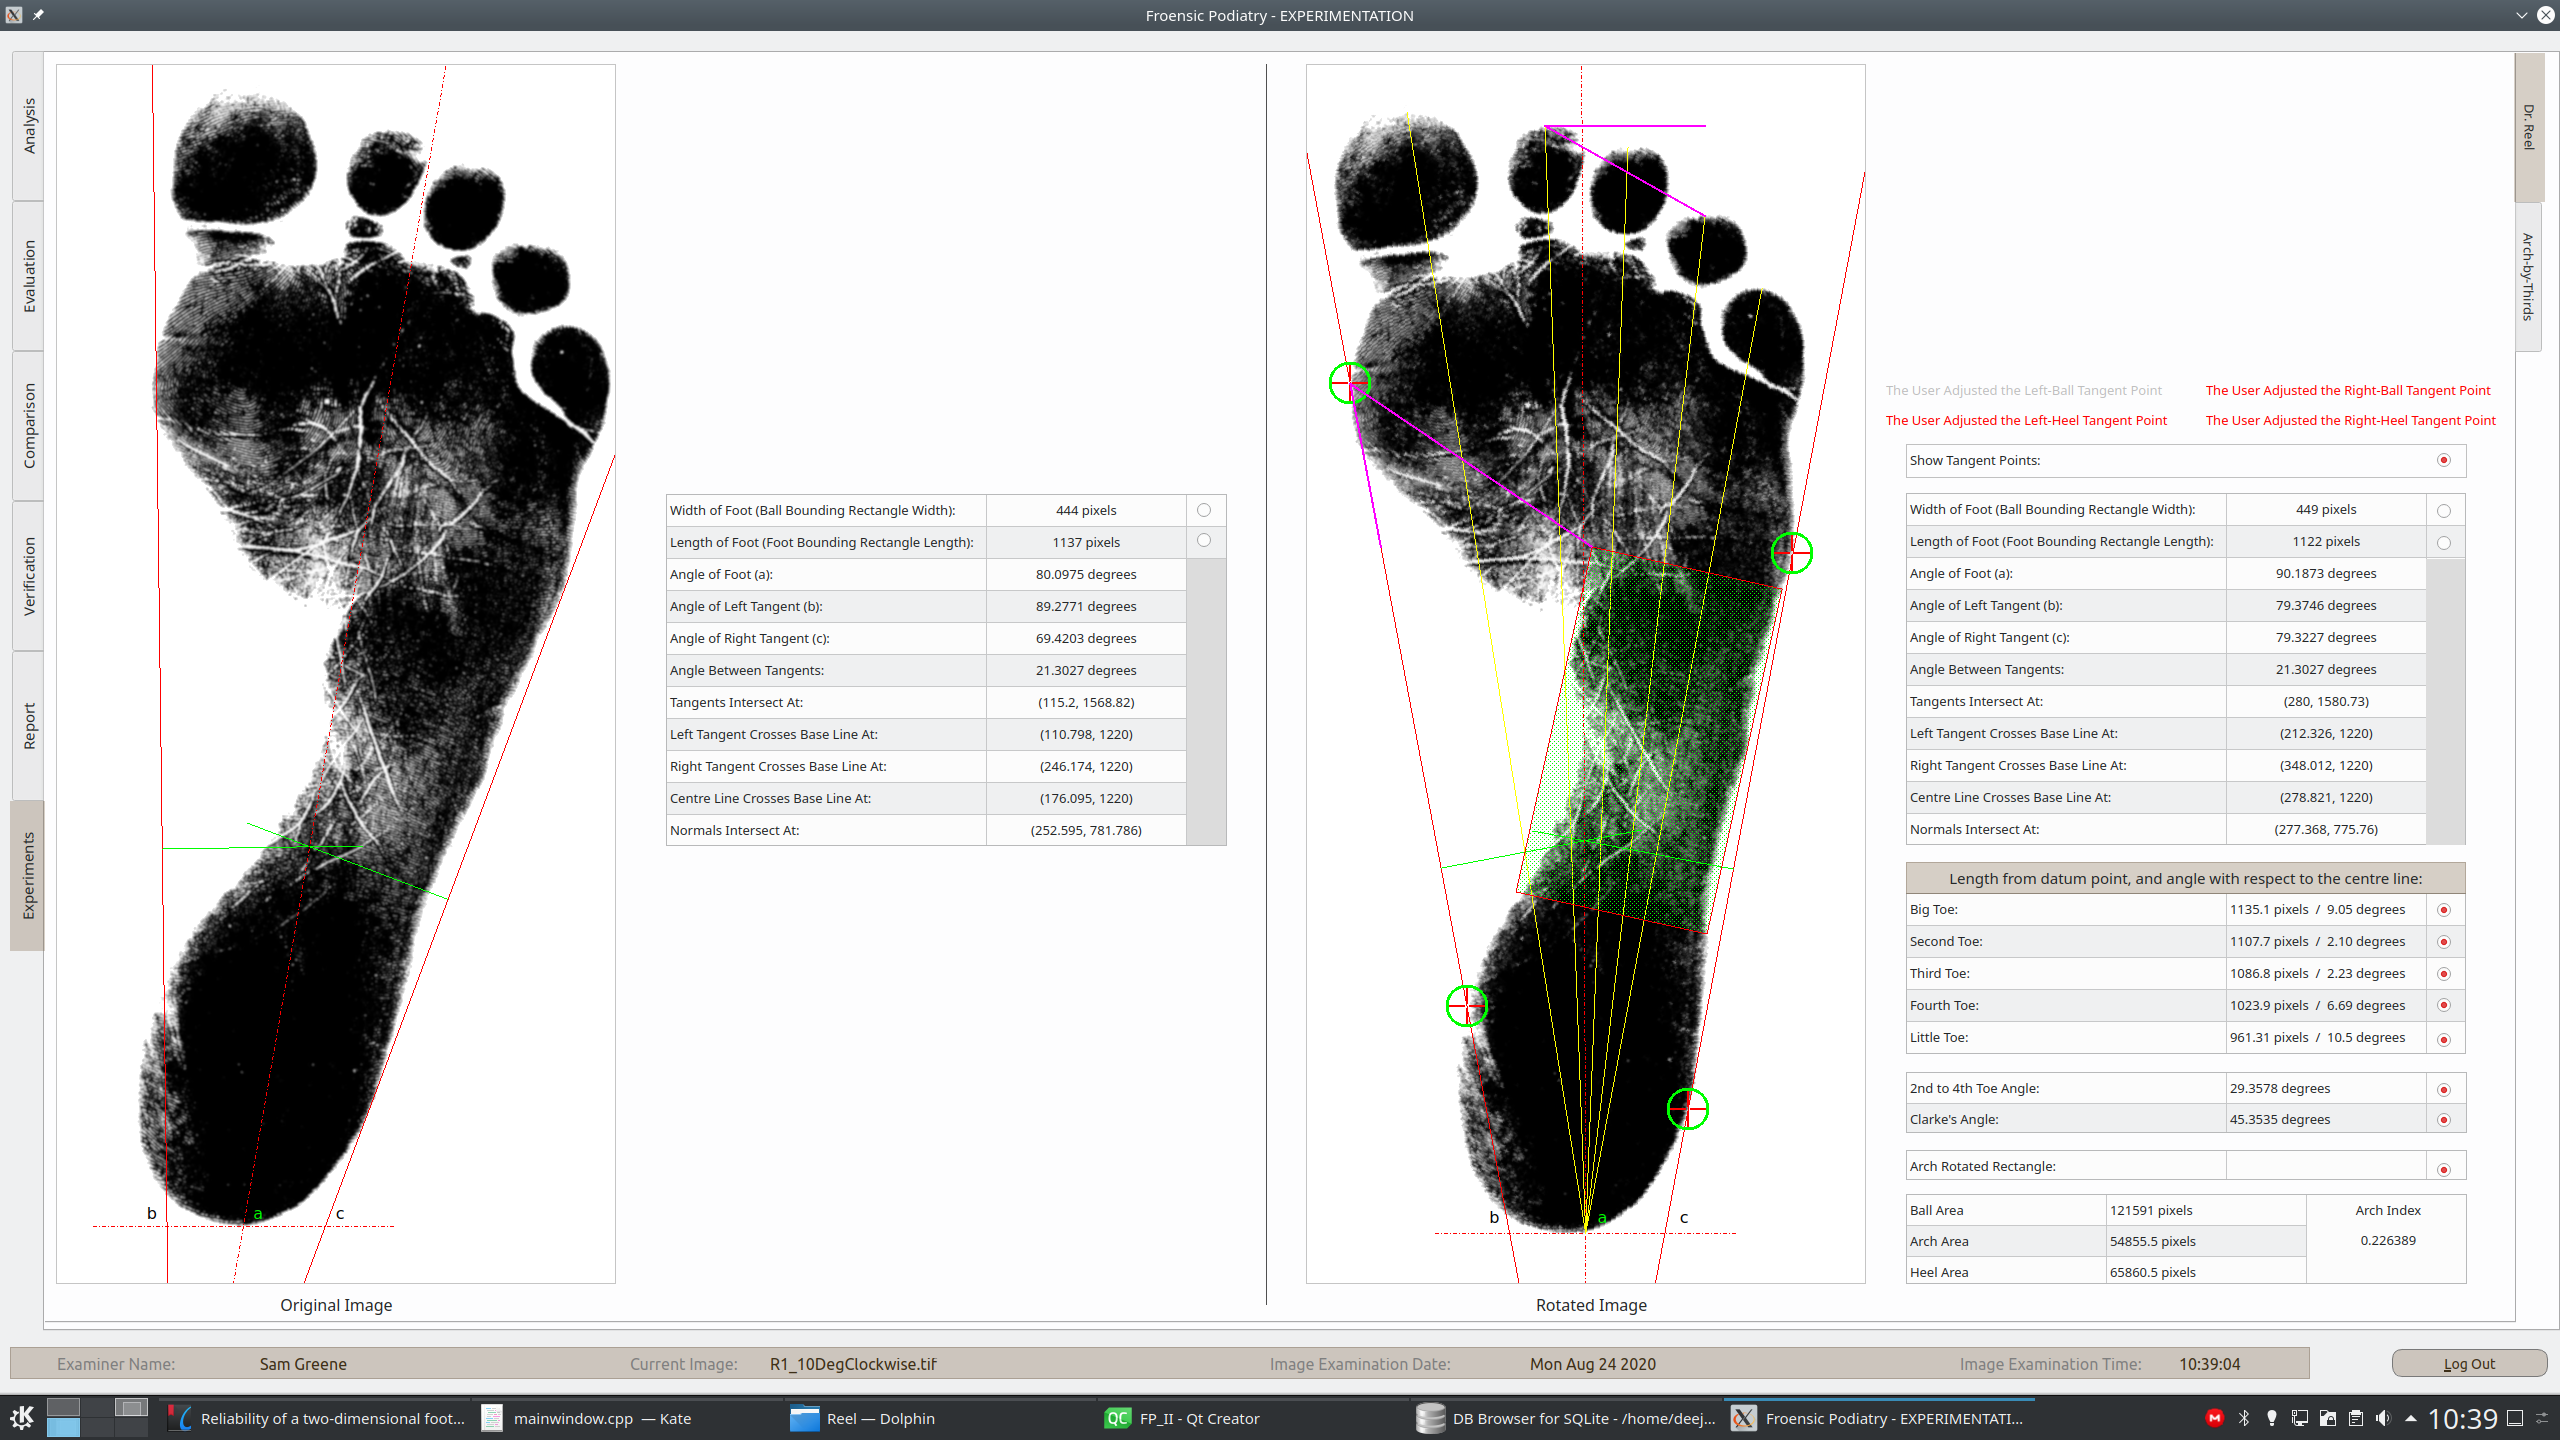 Froensic Podiatry - EXPERIMENTATION
Analysis
Evaluation
Comparison
Verification
Report
Experiments
Dr. Reel
Arch-by-Thirds
b a c
Original Image
Width of Foot (Ball Bounding Rectangle Width): 444 pixels
Length of Foot (Foot Bounding Rectangle Length): 1137 pixels
Angle of Foot (a): 80.0975 degrees
Angle of Left Tangent (b): 89.2771 degrees
Angle of Right Tangent (c): 69.4203 degrees
Angle Between Tangents: 21.3027 degrees
Tangents Intersect At: (115.2, 1568.82)
Left Tangent Crosses Base Line At: (110.798, 1220)
Right Tangent Crosses Base Line At: (246.174, 1220)
Centre Line Crosses Base Line At: (176.095, 1220)
Normals Intersect At: (252.595, 781.786)
b a c
Rotated Image
The User Adjusted the Left-Ball Tangent Point The User Adjusted the Right-Ball Tangent Point
The User Adjusted the Left-Heel Tangent Point The User Adjusted the Right-Heel Tangent Point
Show Tangent Points:
Width of Foot (Ball Bounding Rectangle Width): 449 pixels
Length of Foot (Foot Bounding Rectangle Length): 1122 pixels
Angle of Foot (a): 90.1873 degrees
Angle of Left Tangent (b): 79.3746 degrees
Angle of Right Tangent (c): 79.3227 degrees
Angle Between Tangents: 21.3027 degrees
Tangents Intersect At: (280, 1580.73)
Left Tangent Crosses Base Line At: (212.326, 1220)
Right Tangent Crosses Base Line At: (348.012, 1220)
Centre Line Crosses Base Line At: (278.821, 1220)
Normals Intersect At: (277.368, 775.76)
Length from datum point, and angle with respect to the centre line:
Big Toe: 1135.1 pixels / 9.05 degrees
Second Toe: 1107.7 pixels / 2.10 degrees
Third Toe: 1086.8 pixels / 2.23 degrees
Fourth Toe: 1023.9 pixels / 6.69 degrees
Little Toe: 961.31 pixels / 10.5 degrees
2nd to 4th Toe Angle: 29.3578 degrees
Clarke's Angle: 45.3535 degrees
Arch Rotated Rectangle:
Ball Area 121591 pixels Arch Index
Arch Area 54855.5 pixels 0.226389
Heel Area 65860.5 pixels
Examiner Name: Sam Greene Current Image: R1_10DegClockwise.tif Image Examination Date: Mon Aug 24 2020 Image Examination Time: 10:39:04 Log Out
Reliability of a two-dimensional foot... mainwindow.cpp — Kate Reel — Dolphin QC FP_II - Qt Creator DB Browser for SQLite - /home/deej... Froensic Podiatry - EXPERIMENTATI... 10:39